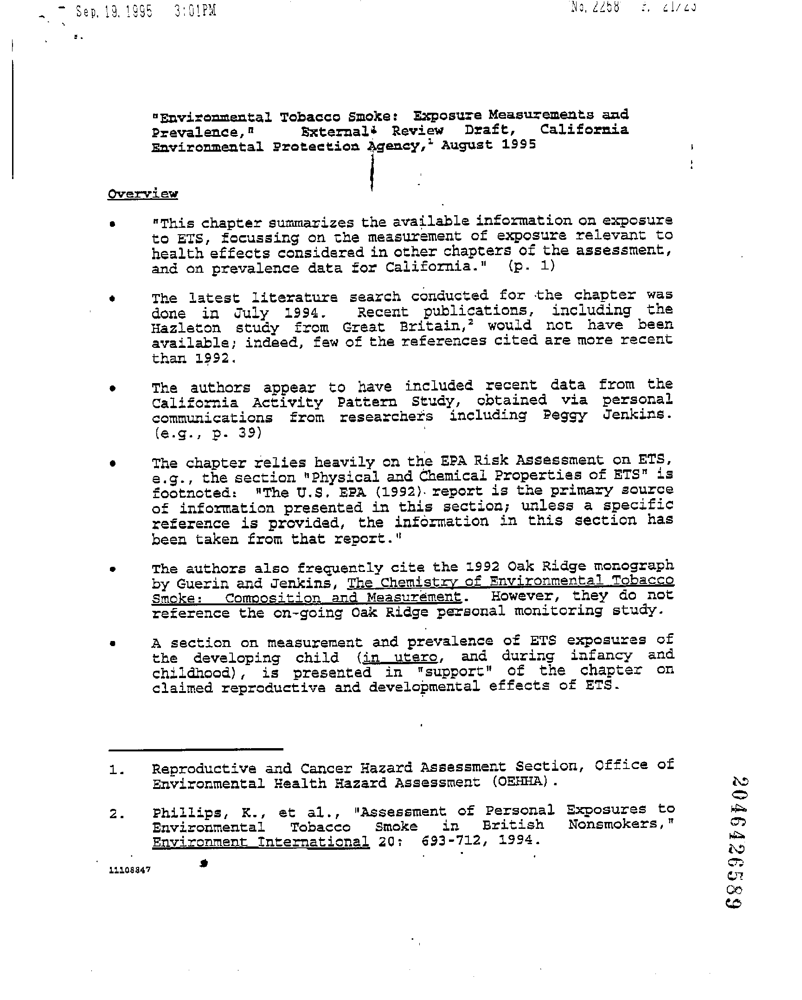 Sep. 19. 1995 3:01PM
No. 2258 P. 21/23
"Environmental Tobacco Smoke: Exposure Measurements and
Prevalence," External Review Draft, California
Environmental Protection Agency,1 August 1995
Overview
• "This chapter summarizes the available information on exposure
to ETS, focussing on the measurement of exposure relevant to
health effects considered in other chapters of the assessment,
and on prevalence data for California." (p. 1)
• The latest literature search conducted for the chapter was
done in July 1994. Recent publications, including the
Hazleton study from Great Britain,2 would not have been
available; indeed, few of the references cited are more recent
than 1992.
• The authors appear to have included recent data from the
California Activity Pattern Study, obtained via personal
communications from researchers including Peggy Jenkins.
(e.g., p. 39)
• The chapter relies heavily on the EPA Risk Assessment on ETS,
e.g., the section "Physical and Chemical Properties of ETS" is
footnoted: "The U.S. EPA (1992) report is the primary source
of information presented in this section; unless a specific
reference is provided, the information in this section has
been taken from that report."
• The authors also frequently cite the 1992 Oak Ridge monograph
by Guerin and Jenkins, The Chemistry of Environmental Tobacco
Smoke: Composition and Measurement. However, they do not
reference the on-going Oak Ridge personal monitoring study.
• A section on measurement and prevalence of ETS exposures of
the developing child (in utero, and during infancy and
childhood), is presented in "support" of the chapter on
claimed reproductive and developmental effects of ETS.
1. Reproductive and Cancer Hazard Assessment Section, Office of
Environmental Health Hazard Assessment (OEHHA).
2. Phillips, K., et al., "Assessment of Personal Exposures to
Environmental Tobacco Smoke in British Nonsmokers,"
Environment International 20: 693-712, 1994.
11108847
2046426589